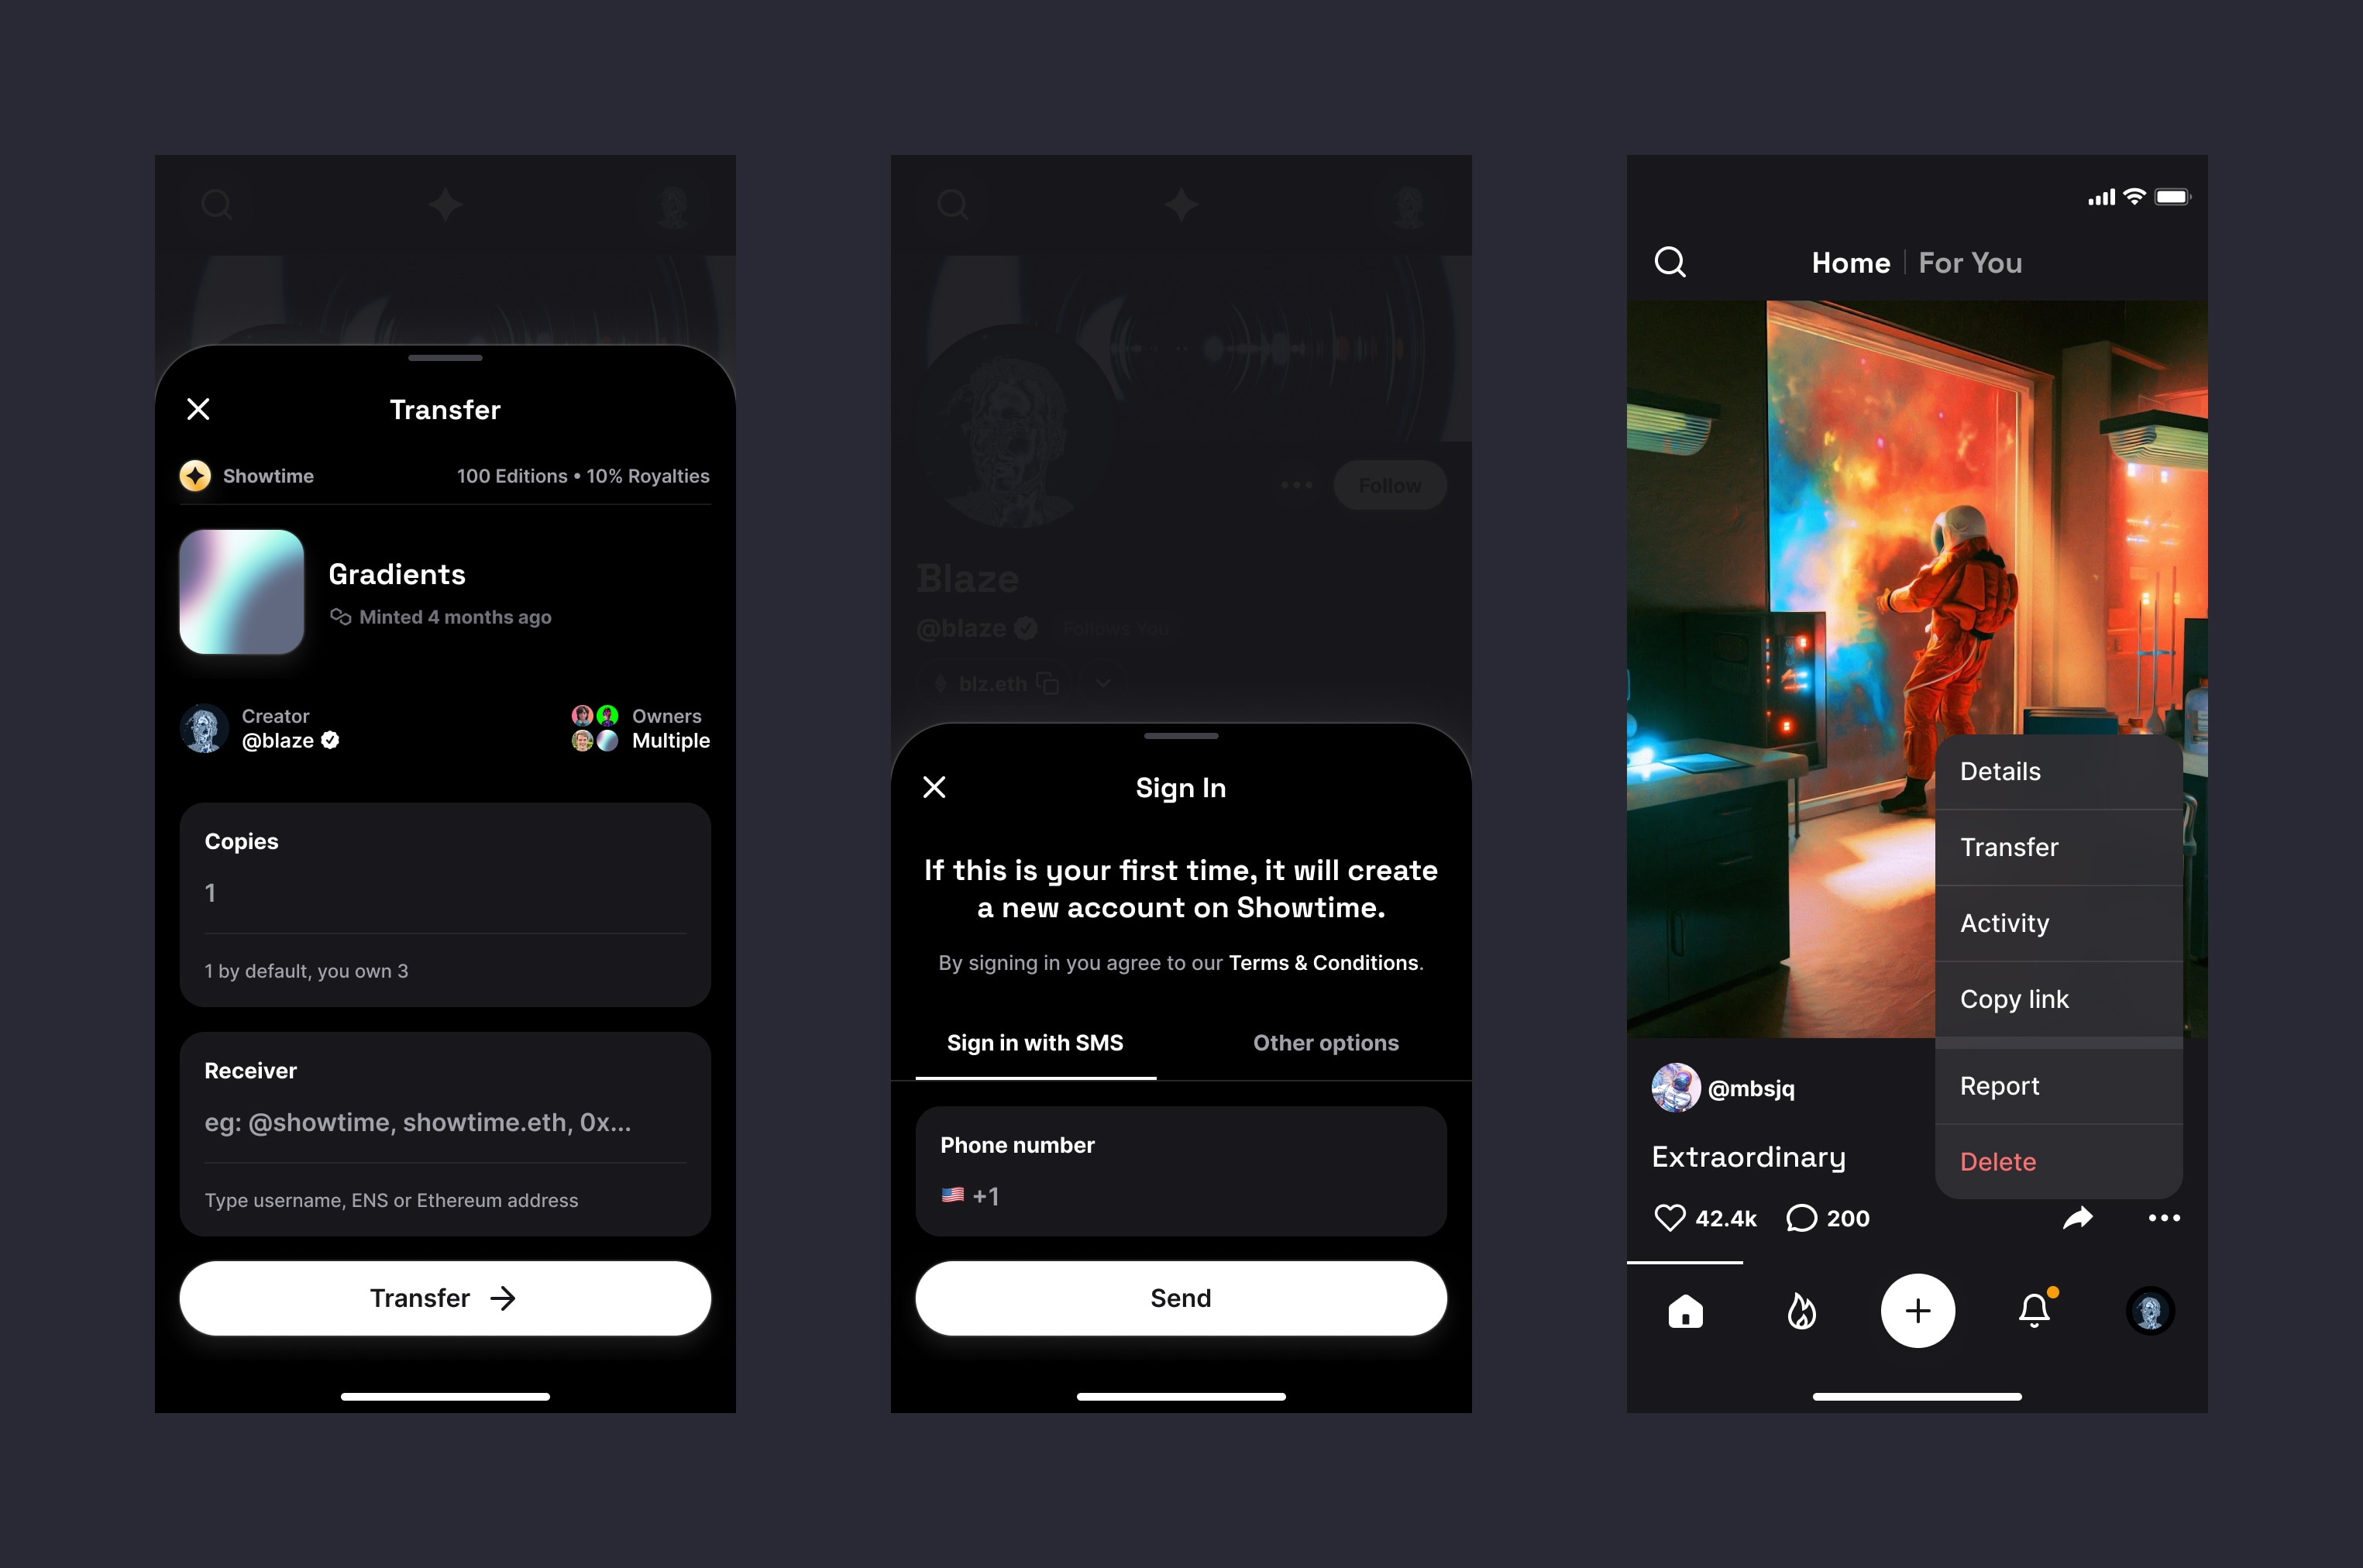 Transfer
Showtime
100 Editions • 10% Royalties
Gradients
Minted 4 months ago
Creator
@blaze
Owners
Multiple
Copies
1
1 by default, you own 3
Receiver
eg: @showtime, showtime.eth, 0x...
Type username, ENS or Ethereum address
Transfer
Follow
Blaze
@blaze
Follows You
blz.eth
Sign In
If this is your first time, it will create
a new account on Showtime.
By signing in you agree to our Terms & Conditions.
Sign in with SMS
Other options
Phone number
🇺🇸 +1
Send
Home
For You
Details
Transfer
Activity
Copy link
Report
Delete
@mbsjq
Extraordinary
42.4k
200